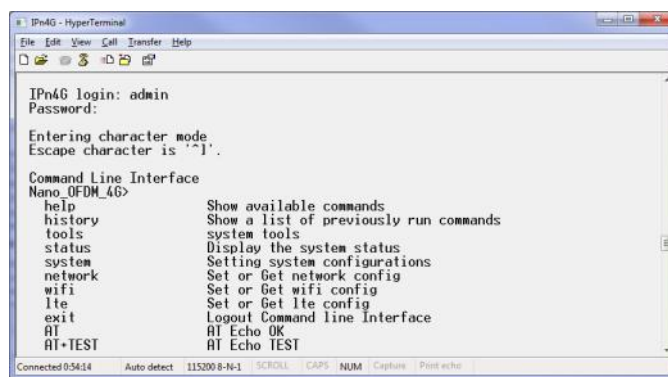 IPn4G - HyperTerminal
File Edit View Call Transfer Help
IPn4G login: admin
Password:
Entering character mode
Escape character is '^]'.
Command Line Interface
Nano_OFDM_4G>
help Show available commands
history Show a list of previously run commands
tools system tools
status Display the system status
system Setting system configurations
network Set or Get network config
wifi Set or Get wifi config
lte Set or Get lte config
exit Logout Command line Interface
AT AT Echo OK
AT+TEST AT Echo TEST
Connected 0:54:14 Auto detect 115200 8-N-1 SCROLL CAPS NUM Capture Print echo